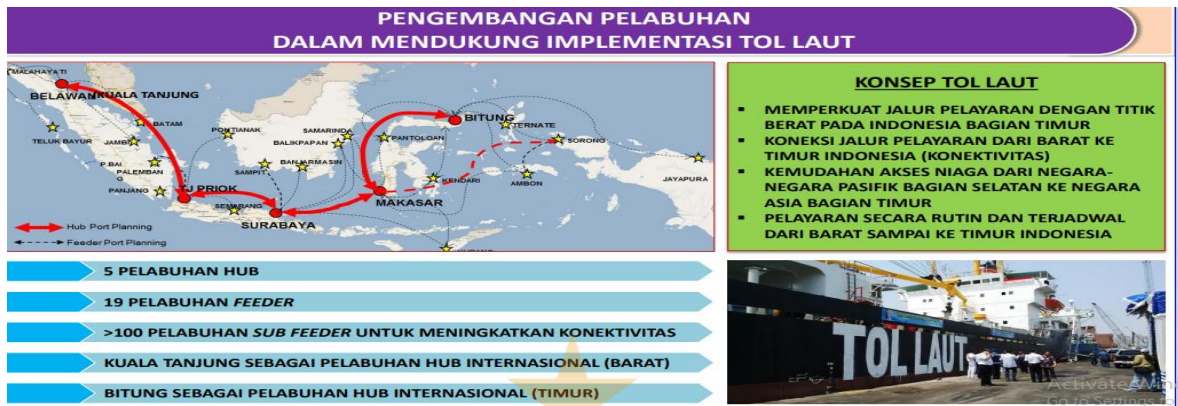 PENGEMBANGAN PELABUHAN
DALAM MENDUKUNG IMPLEMENTASI TOL LAUT
MALAHAYATI
BELAWAN
KUALA TANJUNG
BATAM
TELUK BAYUR
JAMBI
P.BAI
PALEMBAN
G
PANJANG
TJ PRIOK
SEMARANG
SURABAYA
PONTIANAK
SAMPIT
BANJARMASIN
BALIKPAPAN
SAMARINDA
PANTOLOAN
BITUNG
TERNATE
SORONG
KENDARI
AMBON
MAKASAR
JAYAPURA
Hub Port Planning
Feeder Port Planning
KONSEP TOL LAUT
▪ MEMPERKUAT JALUR PELAYARAN DENGAN TITIK
BERAT PADA INDONESIA BAGIAN TIMUR
▪ KONEKSI JALUR PELAYARAN DARI BARAT KE
TIMUR INDONESIA (KONEKTIVITAS)
▪ KEMUDAHAN AKSES NIAGA DARI NEGARA-
NEGARA PASIFIK BAGIAN SELATAN KE NEGARA
ASIA BAGIAN TIMUR
▪ PELAYARAN SECARA RUTIN DAN TERJADWAL
DARI BARAT SAMPAI KE TIMUR INDONESIA
5 PELABUHAN HUB
19 PELABUHAN FEEDER
>100 PELABUHAN SUB FEEDER UNTUK MENINGKATKAN KONEKTIVITAS
KUALA TANJUNG SEBAGAI PELABUHAN HUB INTERNASIONAL (BARAT)
BITUNG SEBAGAI PELABUHAN HUB INTERNASIONAL (TIMUR)
TOL LAUT
Activate Win
Go to Settings to